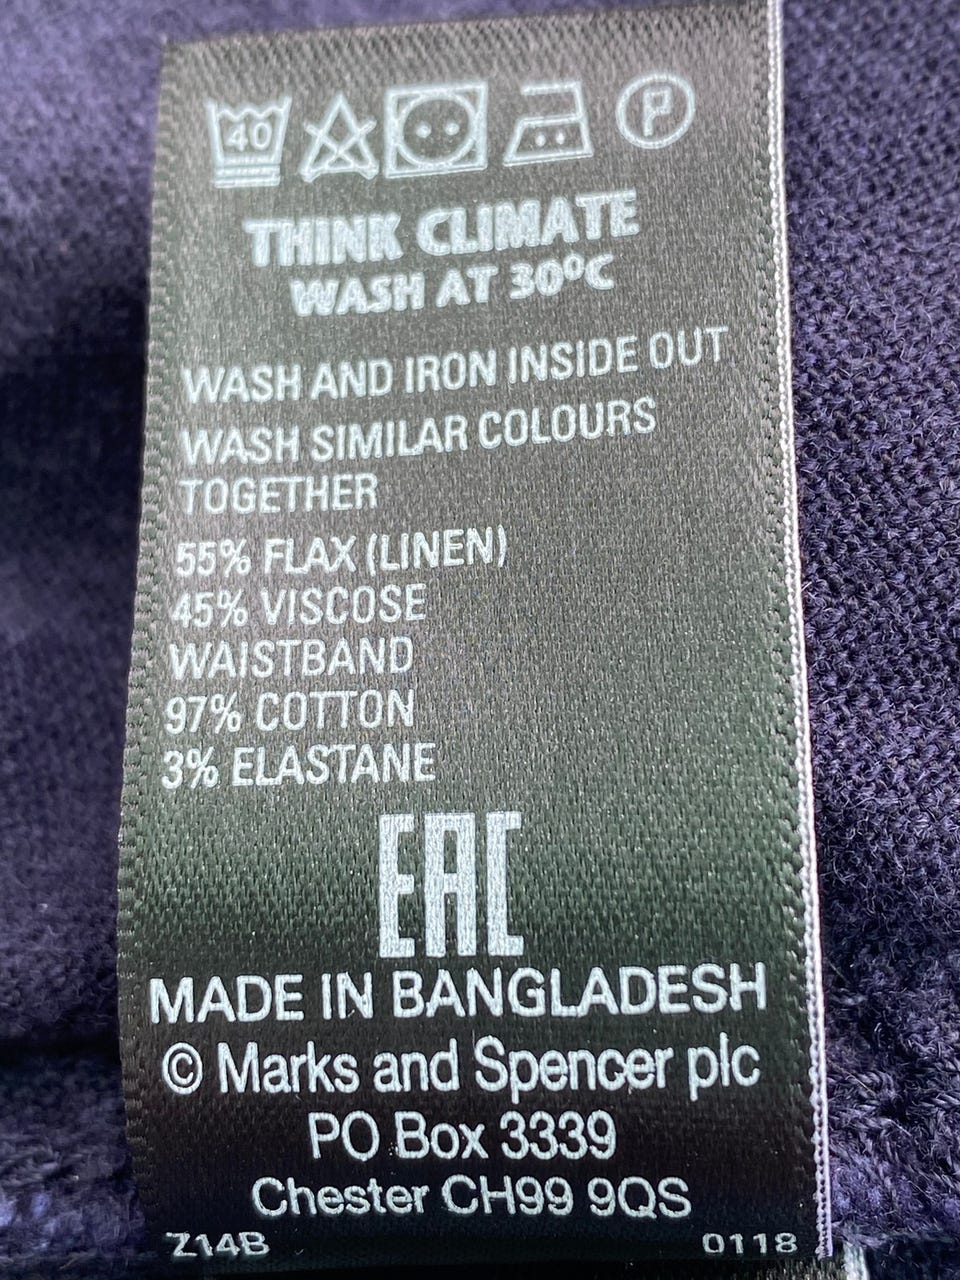 40 P
THINK CLIMATE
WASH AT 30ºC
WASH AND IRON INSIDE OUT
WASH SIMILAR COLOURS
TOGETHER
55% FLAX (LINEN)
45% VISCOSE
WAISTBAND
97% COTTON
3% ELASTANE
EAC
MADE IN BANGLADESH
© Marks and Spencer plc
PO Box 3339
Chester CH99 9QS
Z14B 0118